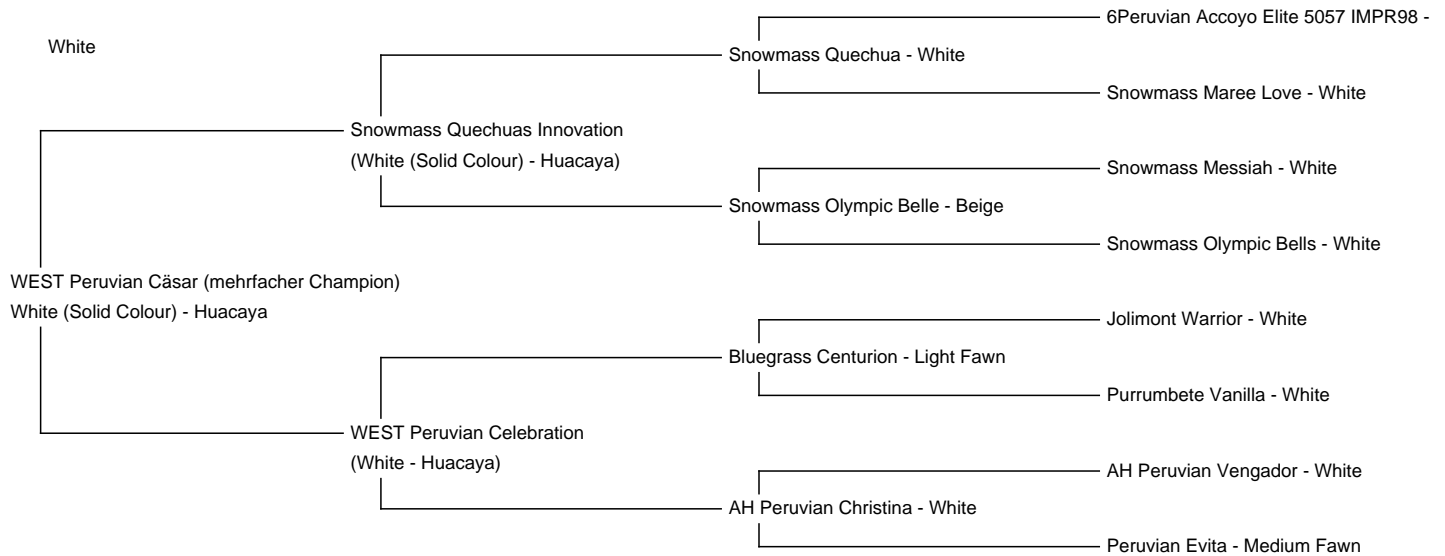 6Peruvian Accoyo Elite 5057 IMPR98 -
White
Snowmass Quechua - White
Snowmass Maree Love - White
Snowmass Quechuas Innovation
(White (Solid Colour) - Huacaya)
Snowmass Messiah - White
Snowmass Olympic Belle - Beige
Snowmass Olympic Bells - White
WEST Peruvian Cäsar (mehrfacher Champion)
White (Solid Colour) - Huacaya
Jolimont Warrior - White
Bluegrass Centurion - Light Fawn
Purrumbete Vanilla - White
WEST Peruvian Celebration
(White - Huacaya)
AH Peruvian Vengador - White
AH Peruvian Christina - White
Peruvian Evita - Medium Fawn